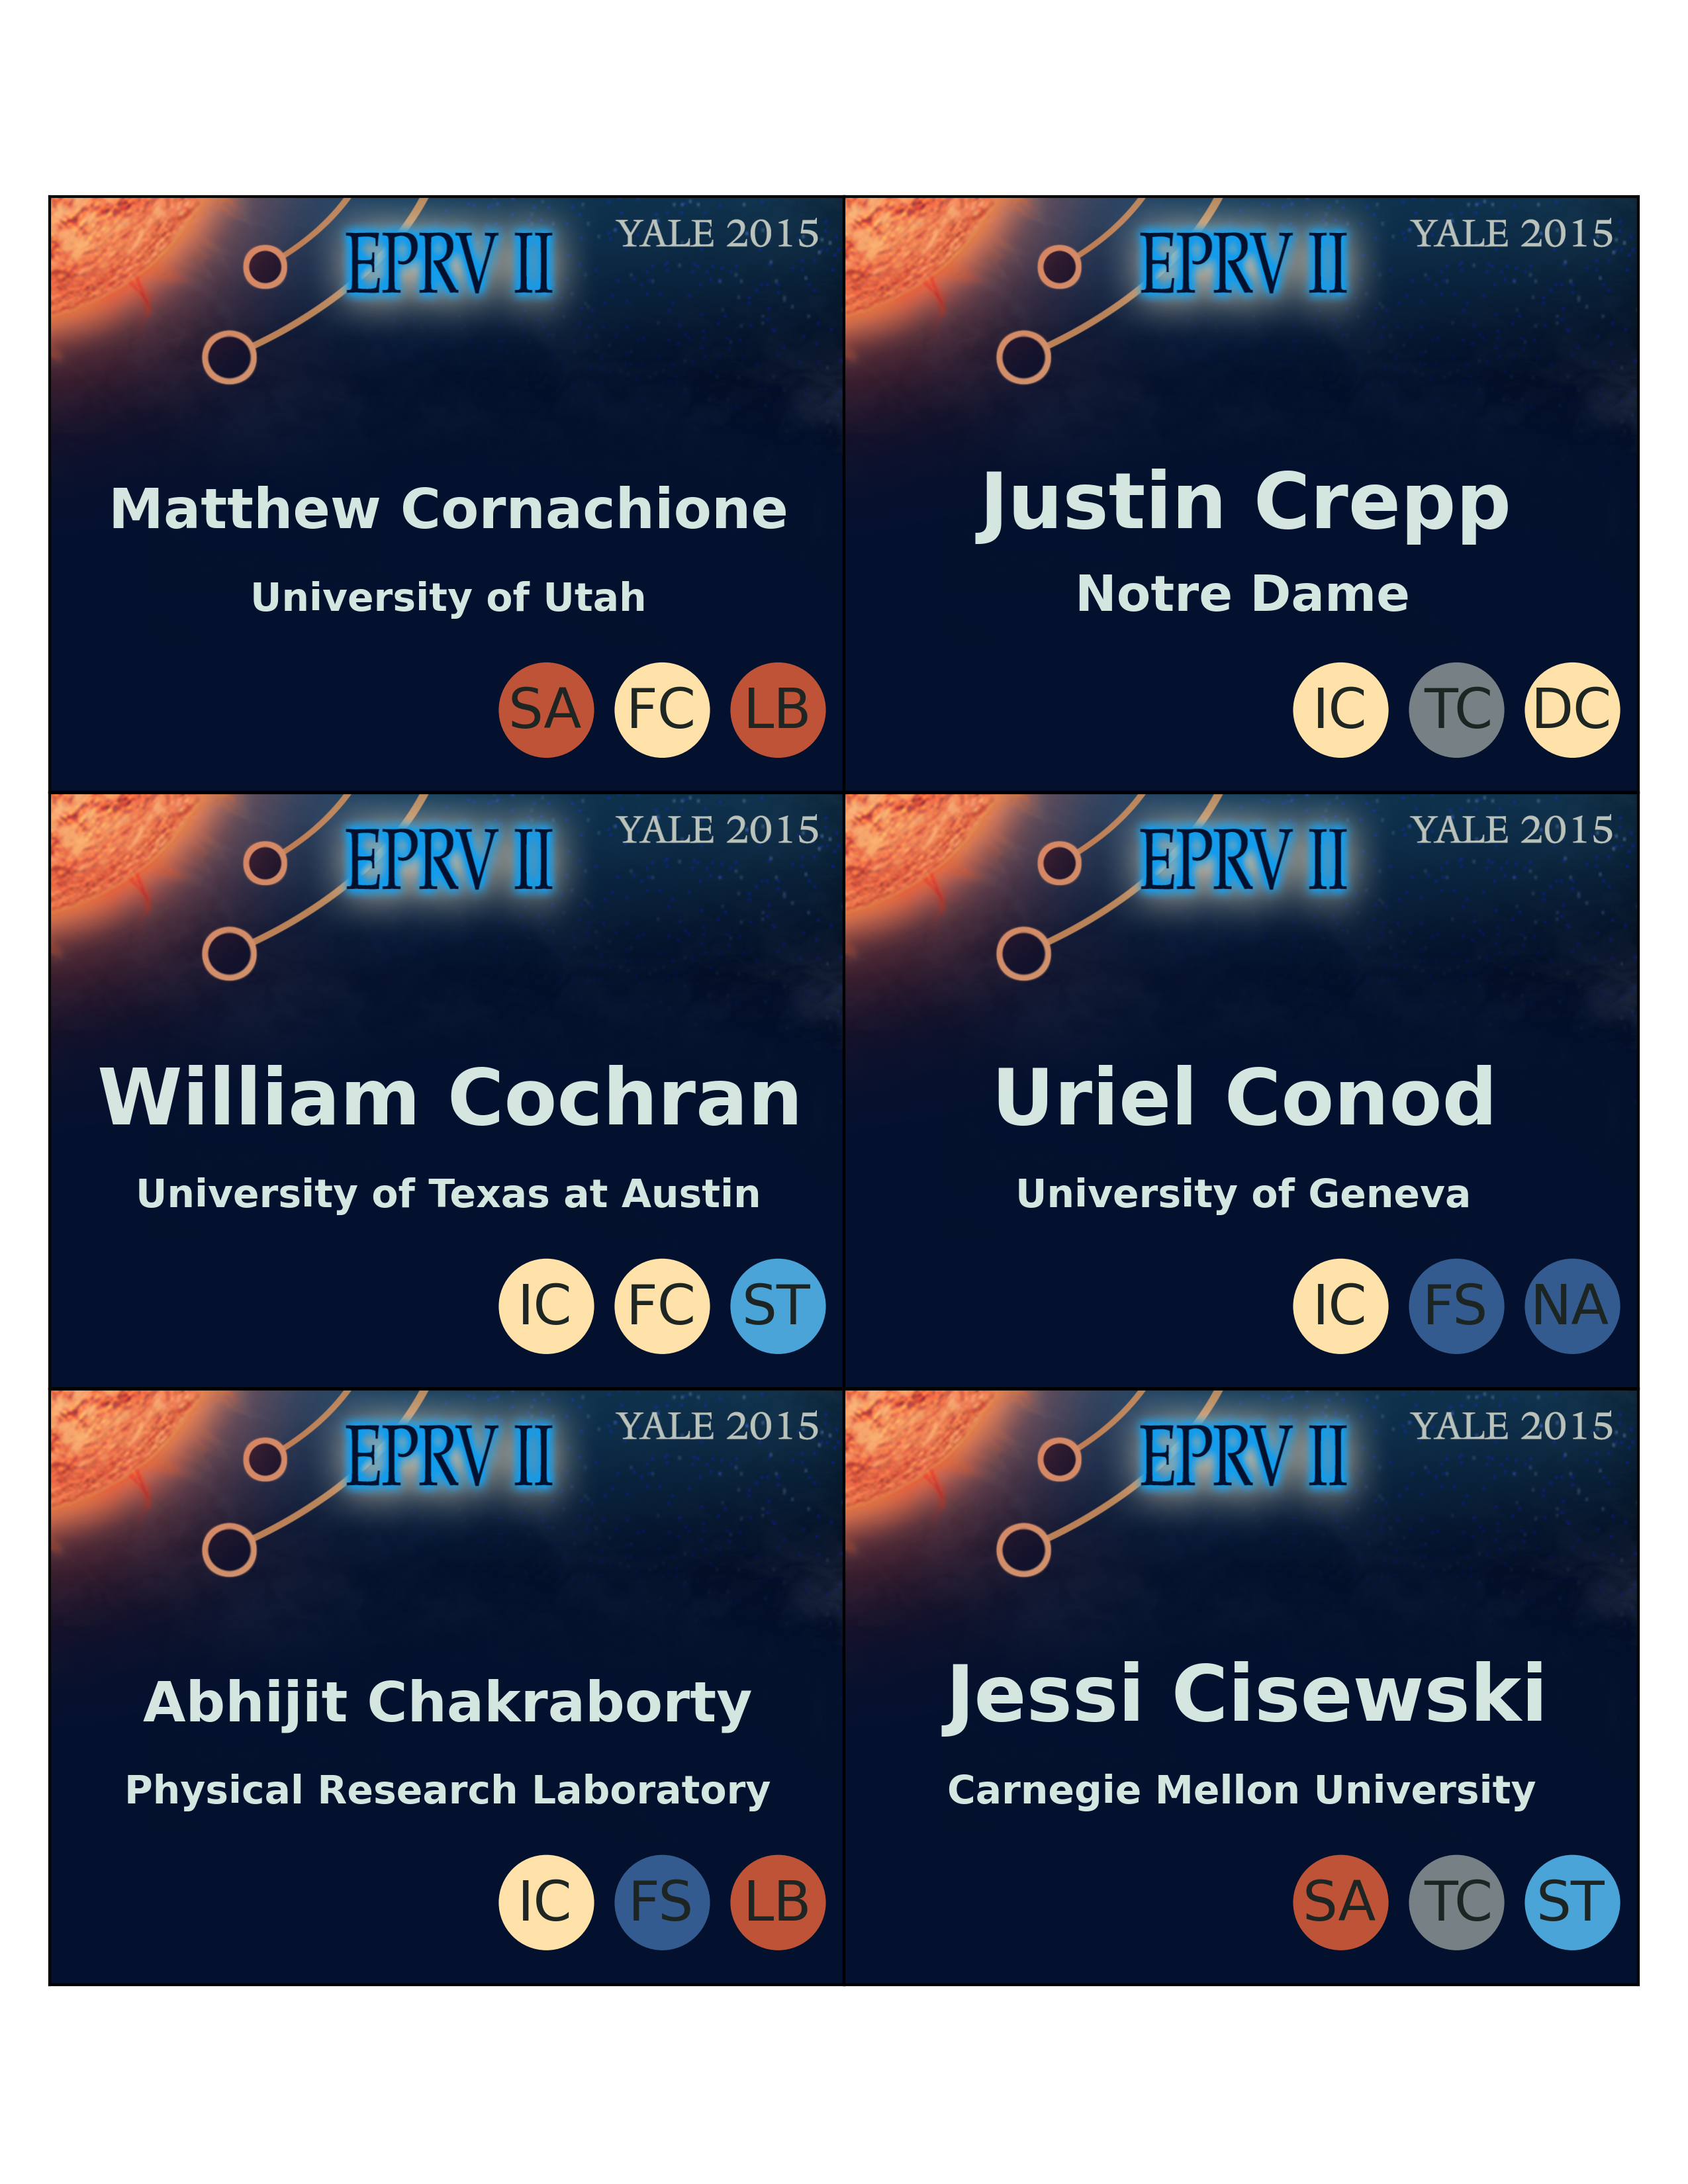 EPRV II YALE 2015
Matthew Cornachione
University of Utah
SA FC LB
EPRV II YALE 2015
Justin Crepp
Notre Dame
IC TC DC
EPRV II YALE 2015
William Cochran
University of Texas at Austin
IC FC ST
EPRV II YALE 2015
Uriel Conod
University of Geneva
IC FS NA
EPRV II YALE 2015
Abhijit Chakraborty
Physical Research Laboratory
IC FS LB
EPRV II YALE 2015
Jessi Cisewski
Carnegie Mellon University
SA TC ST